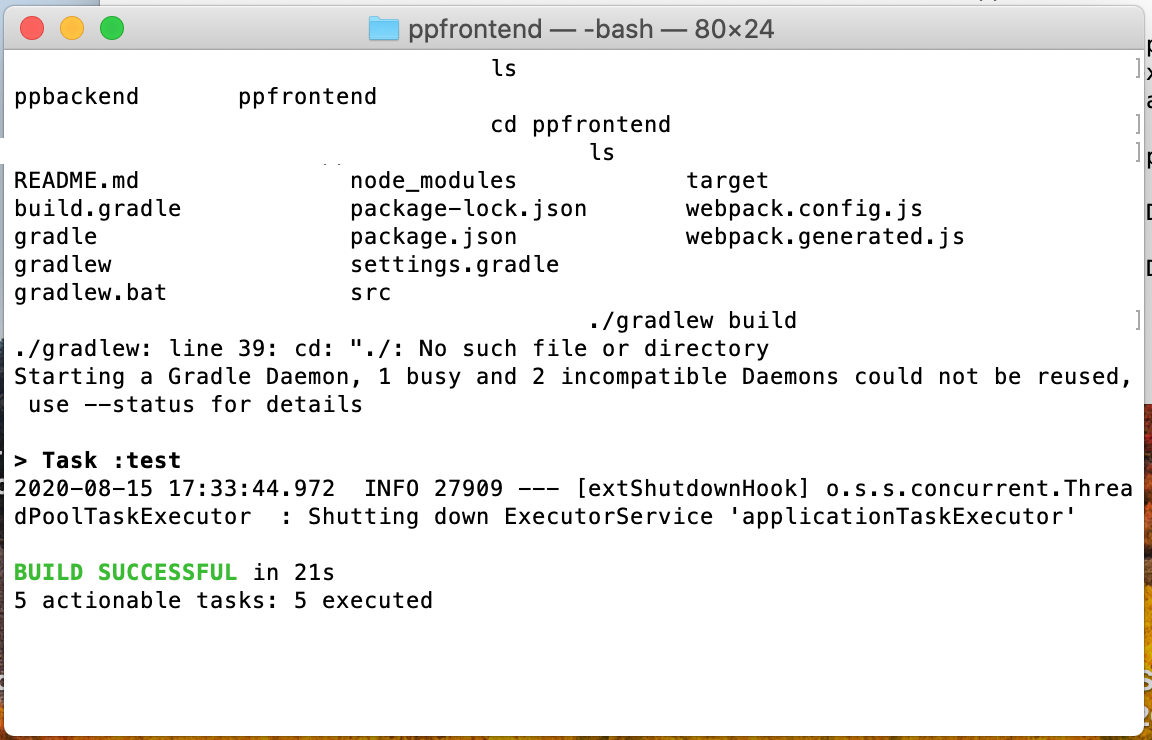 ppfrontend — -bash — 80×24
ls
ppbackend ppfrontend
cd ppfrontend
ls
README.md node_modules target
build.gradle package-lock.json webpack.config.js
gradle package.json webpack.generated.js
gradlew settings.gradle
gradlew.bat src
./gradlew build
./gradlew: line 39: cd: "./: No such file or directory
Starting a Gradle Daemon, 1 busy and 2 incompatible Daemons could not be reused,
use --status for details
> Task :test
2020-08-15 17:33:44.972 INFO 27909 --- [extShutdownHook] o.s.s.concurrent.Threa
dPoolTaskExecutor : Shutting down ExecutorService 'applicationTaskExecutor'
BUILD SUCCESSFUL in 21s
5 actionable tasks: 5 executed